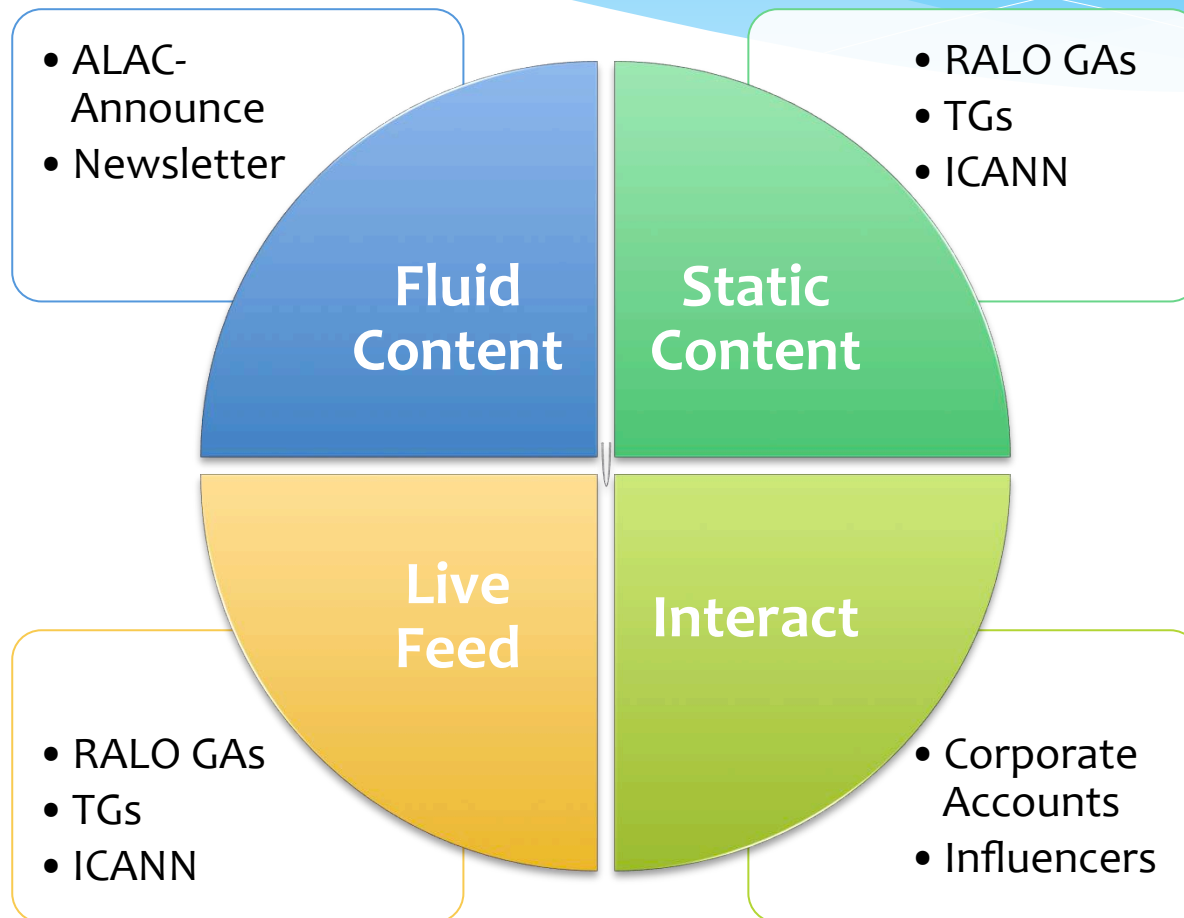 • ALAC-
Announce
• Newsletter
• RALO GAs
• TGs
• ICANN
Fluid
Content
Static
Content
Live
Feed
Interact
• RALO GAs
• TGs
• ICANN
• Corporate
Accounts
• Influencers